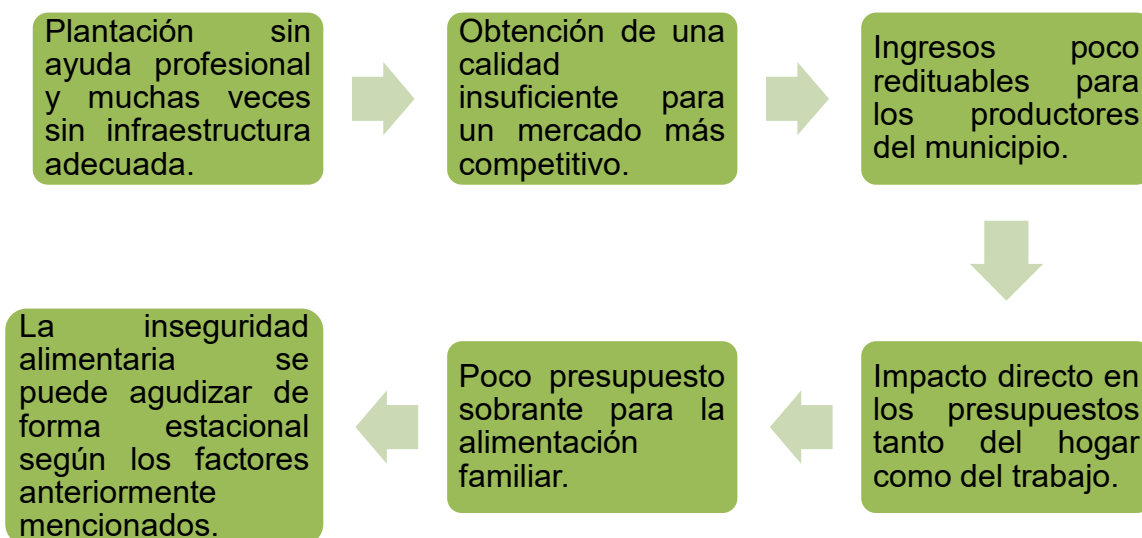 Plantación sin
ayuda profesional
y muchas veces
sin infraestructura
adecuada.
Obtención de una
calidad
insuficiente para
un mercado más
competitivo.
Ingresos poco
redituables para
los productores
del municipio.
Impacto directo en
los presupuestos
tanto del hogar
como del trabajo.
Poco presupuesto
sobrante para la
alimentación
familiar.
La inseguridad
alimentaria se
puede agudizar de
forma estacional
según los factores
anteriormente
mencionados.